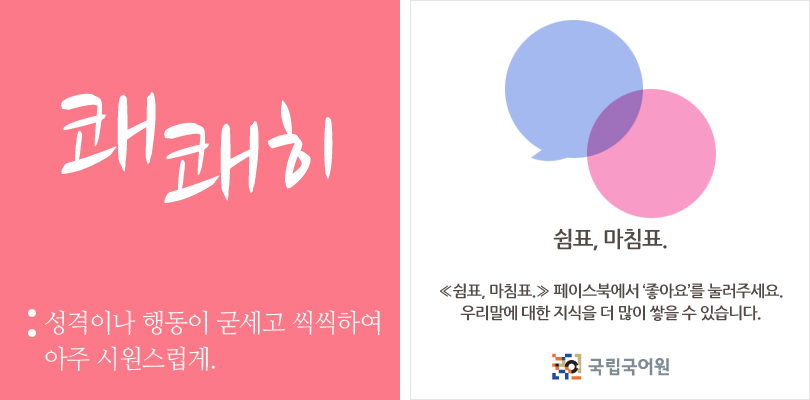 쾌쾌히
: 성격이나 행동이 굳세고 씩씩하여
아주 시원스럽게.
쉼표, 마침표.
≪쉼표, 마침표.≫ 페이스북에서 '좋아요'를 눌러주세요.
우리말에 대한 지식을 더 많이 쌓을 수 있습니다.
국립국어원